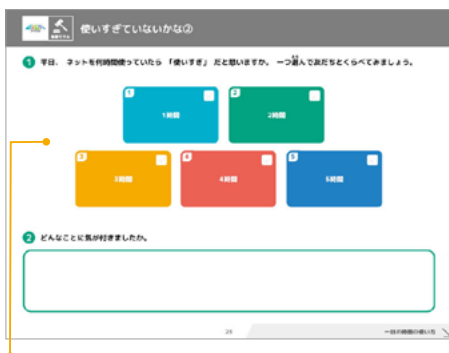 使いすぎていないかな②
1 平日、 ネットを何時間使っていたら 「使いすぎ」 だと思いますか。 一つ選んで友だちとくらべてみましょう。
1
1時間
2
2時間
3
3時間
4
4時間
5
5時間
2 どんなことに気が付きましたか。
一日の時間の使い方